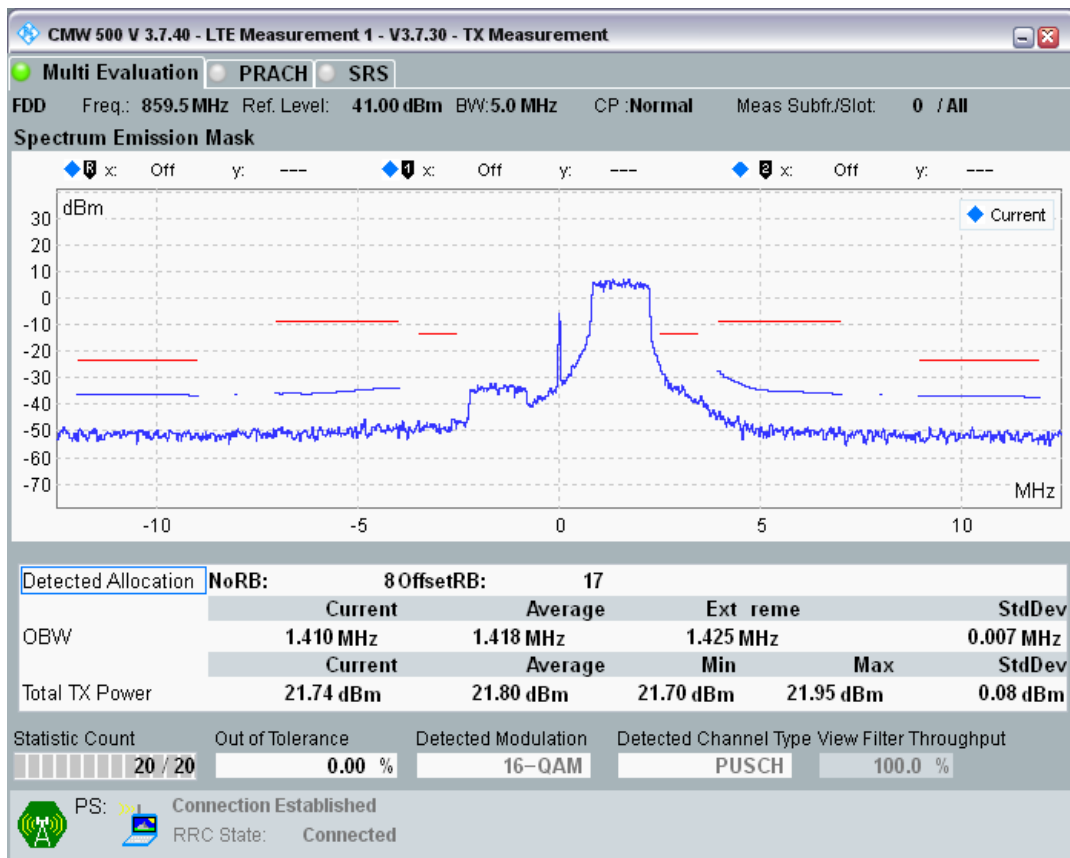 CMW 500 V 3.7.40 - LTE Measurement 1 - V3.7.30 - TX Measurement
Multi Evaluation PRACH SRS
FDD Freq.: 859.5 MHz Ref. Level: 41.00 dBm BW:5.0 MHz CP :Normal Meas Subfr./Slot: 0 / All
Spectrum Emission Mask
R x: Off y: --- 1 x: Off y: --- 2 x: Off y: ---
dBm
Current
30
20
10
0
-10
-20
-30
-40
-50
-60
-70
MHz
-10 -5 0 5 10
Detected Allocation NoRB: 8 OffsetRB: 17
Current Average Ext reme StdDev
OBW 1.410 MHz 1.418 MHz 1.425 MHz 0.007 MHz
Current Average Min Max StdDev
Total TX Power 21.74 dBm 21.80 dBm 21.70 dBm 21.95 dBm 0.08 dBm
Statistic Count Out of Tolerance Detected Modulation Detected Channel Type View Filter Throughput
20 / 20 0.00 % 16-QAM PUSCH 100.0 %
PS: Connection Established
RRC State: Connected